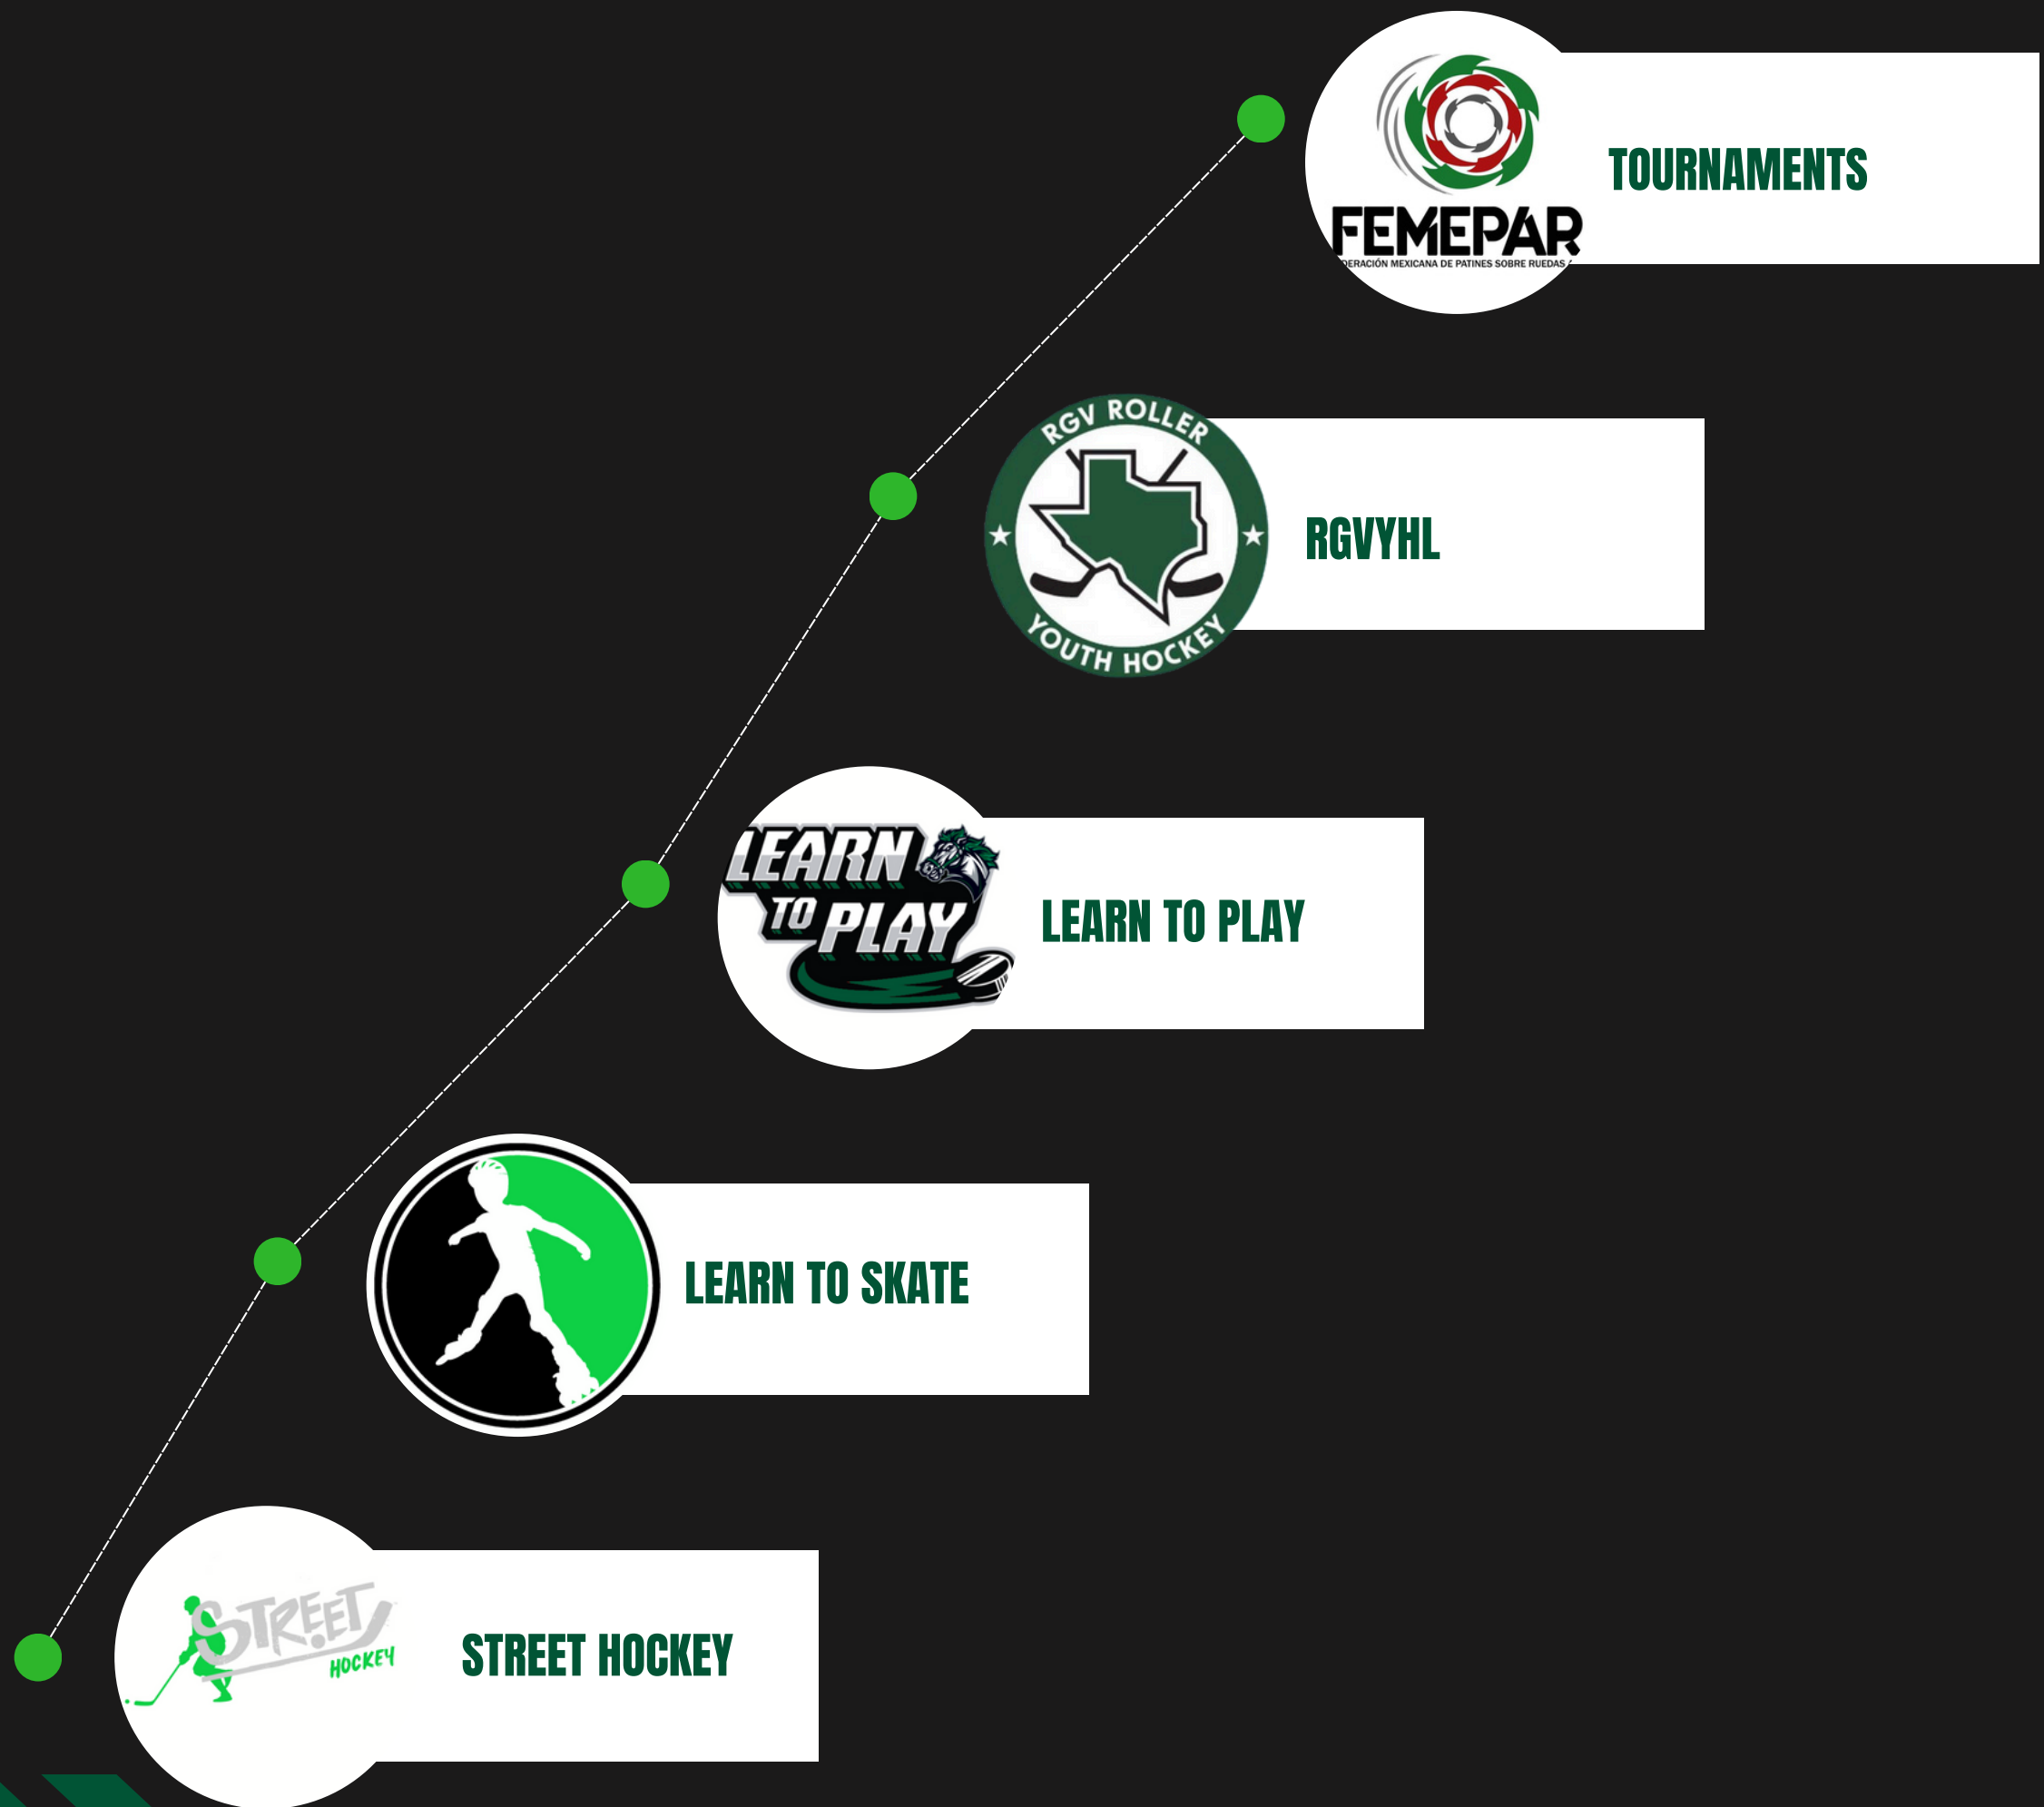 FEMEPAR
DERACIÓN MEXICANA DE PATINES SOBRE RUEDAS
TOURNAMENTS
RGV ROLLER
YOUTH HOCKEY
RGVYHL
LEARN
TO PLAY
LEARN TO PLAY
LEARN TO SKATE
STREET
HOCKEY
STREET HOCKEY